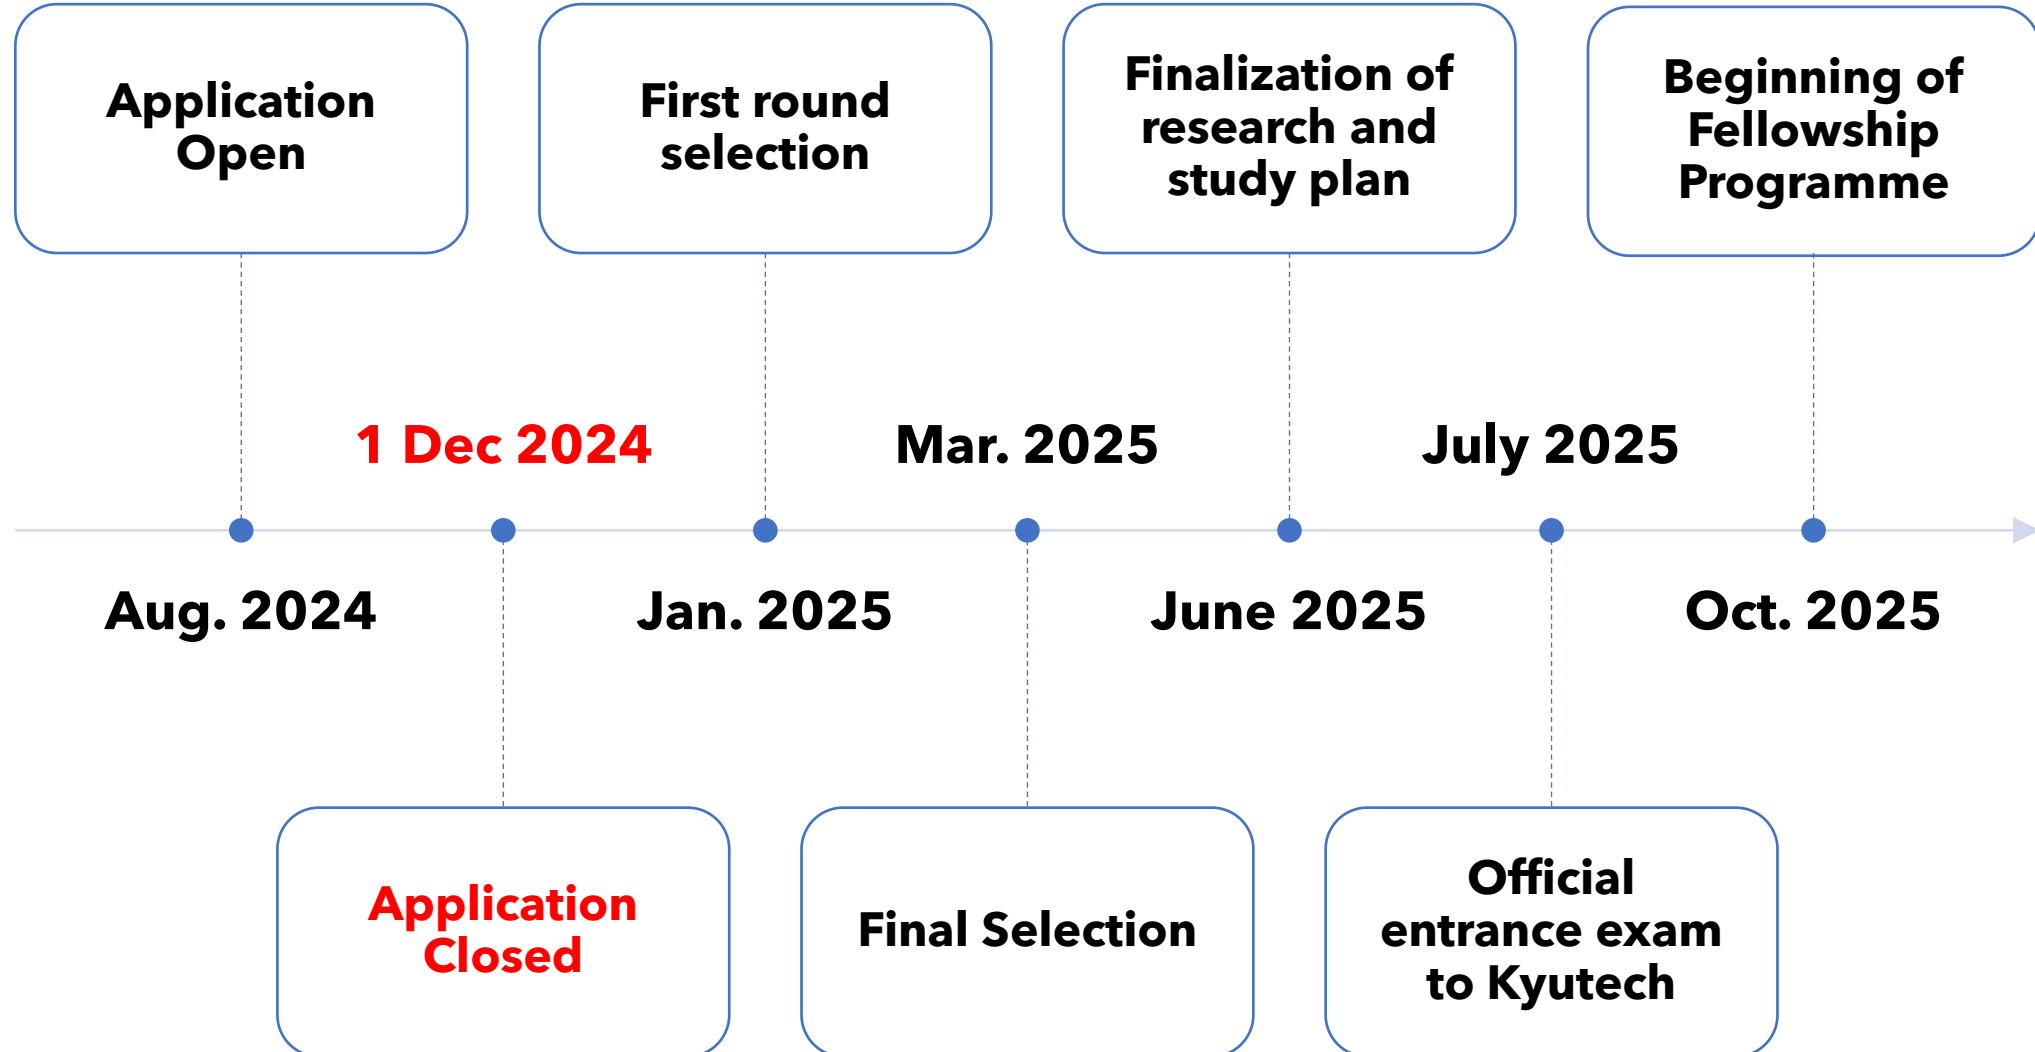 Application
Open
First round
selection
Finalization of
research and
study plan
Beginning of
Fellowship
Programme
1 Dec 2024
Mar. 2025
July 2025
Aug. 2024
Jan. 2025
June 2025
Oct. 2025
Application
Closed
Final Selection
Official
entrance exam
to Kyutech